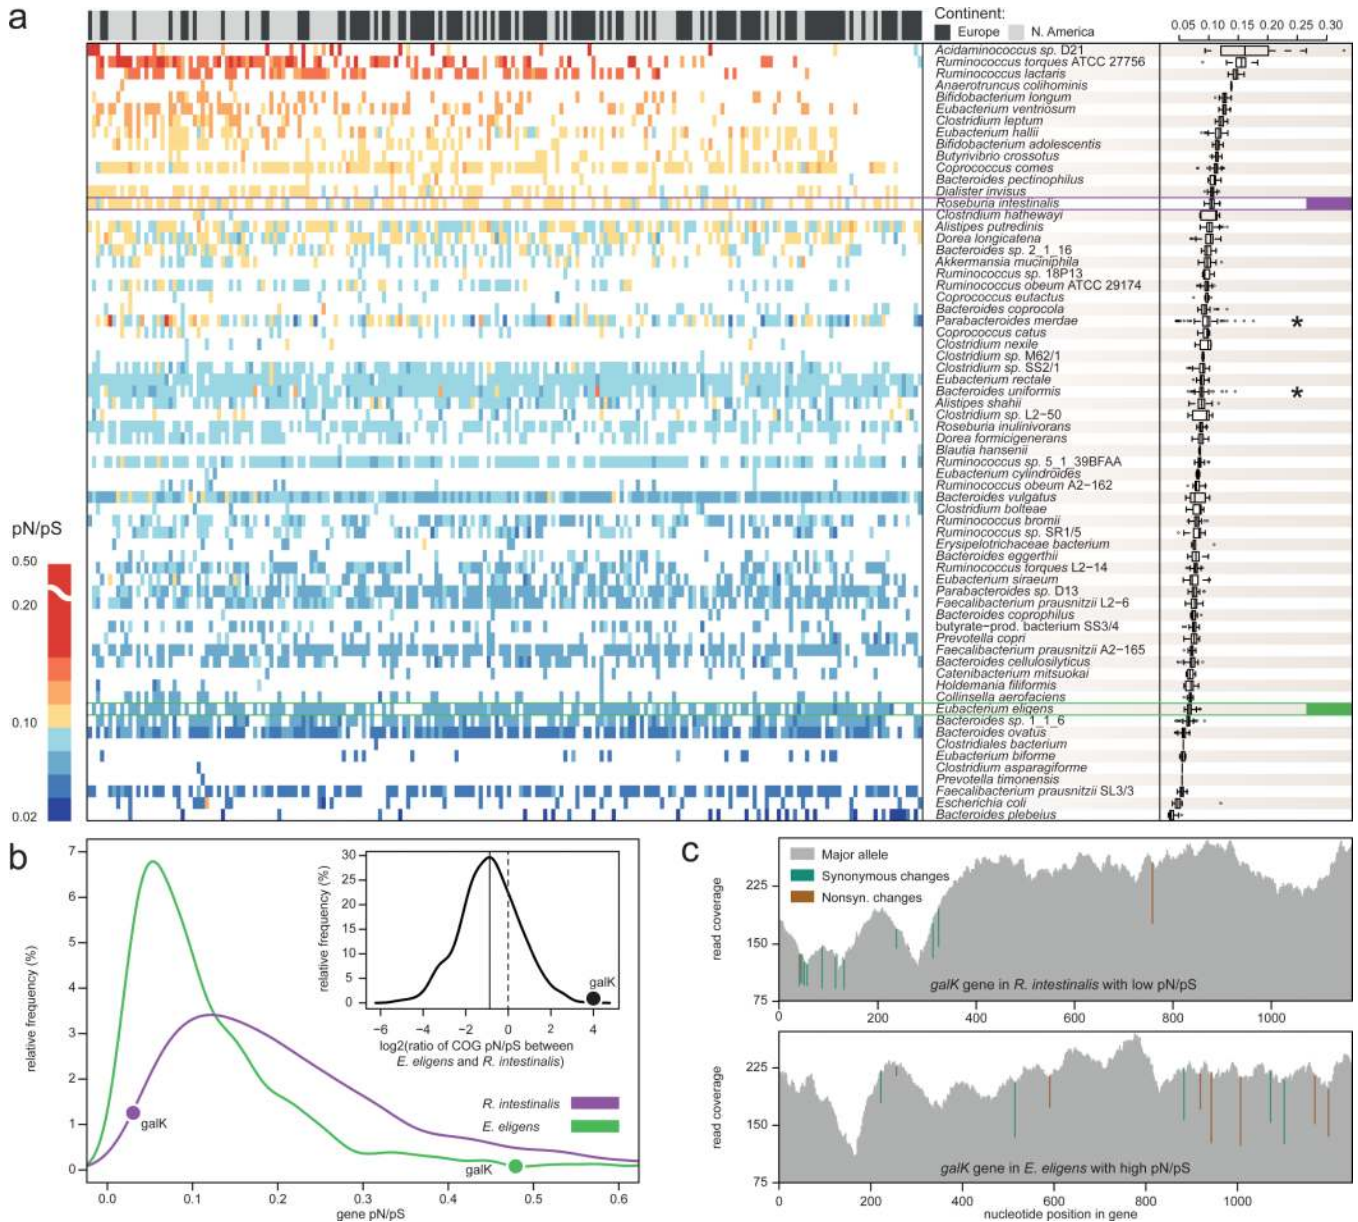 a
Continent:
Europe
N. America
0.05 0.10 0.15 0.20 0.25 0.30
Acidaminococcus sp. D21
Ruminococcus torques ATCC 27756
Ruminococcus lactaris
Anaerotruncus colihominis
Bifidobacterium longum
Eubacterium ventriosum
Clostridium leptum
Eubacterium hallii
Bifidobacterium adolescentis
Butyrivibrio crossotus
Coprococcus comes
Bacteroides pectinophilus
Dialister invisus
Roseburia intestinalis
Clostridium hathewayi
Alistipes putredinis
Dorea longicatena
Bacteroides sp. 2_1_16
Akkermansia muciniphila
Ruminococcus sp. 18P13
Ruminococcus obeum ATCC 29174
Coprococcus eutactus
Bacteroides coprocola
Parabacteroides merdae *
Coprococcus catus
Clostridium nexile
Clostridium sp. M62/1
Clostridium sp. SS2/1
Eubacterium rectale
Bacteroides uniformis *
Alistipes shahii
Clostridium sp. L2−50
Roseburia inulinivorans
Dorea formicigenerans
Blautia hansenii
Ruminococcus sp. 5_1_39BFAA
Eubacterium cylindroides
Ruminococcus obeum A2−162
Bacteroides vulgatus
Clostridium bolteae
Ruminococcus bromii
Ruminococcus sp. SR1/5
Erysipelotrichaceae bacterium
Bacteroides eggerthii
Ruminococcus torques L2−14
Eubacterium siraeum
Parabacteroides sp. D13
Faecalibacterium prausnitzii L2−6
Bacteroides coprophilus
butyrate−prod. bacterium SS3/4
Prevotella copri
Faecalibacterium prausnitzii A2−165
Bacteroides cellulosilyticus
Catenibacterium mitsuokai
Holdemania filiformis
Collinsella aerofaciens
Eubacterium eligens
Bacteroides sp. 1_1_6
Bacteroides ovatus
Clostridiales bacterium
Eubacterium biforme
Clostridium asparagiforme
Prevotella timonensis
Faecalibacterium prausnitzii SL3/3
Escherichia coli
Bacteroides plebeius
pN/pS
0.50
0.20
0.10
0.02
b
relative frequency (%)
7
6
5
4
3
2
1
0
0.0 0.1 0.2 0.3 0.4 0.5 0.6
gene pN/pS
galK
galK
R. intestinalis
E. eligens
relative frequency (%)
30
25
20
15
10
5
0
galK
−6 −4 −2 0 2 4
log2(ratio of COG pN/pS between
E. eligens and R. intestinalis)
c
read coverage
225
150
75
Major allele
Synonymous changes
Nonsyn. changes
galK gene in R. intestinalis with low pN/pS
0 200 400 600 800 1000
read coverage
225
150
75
galK gene in E. eligens with high pN/pS
0 200 400 600 800 1000
nucleotide position in gene